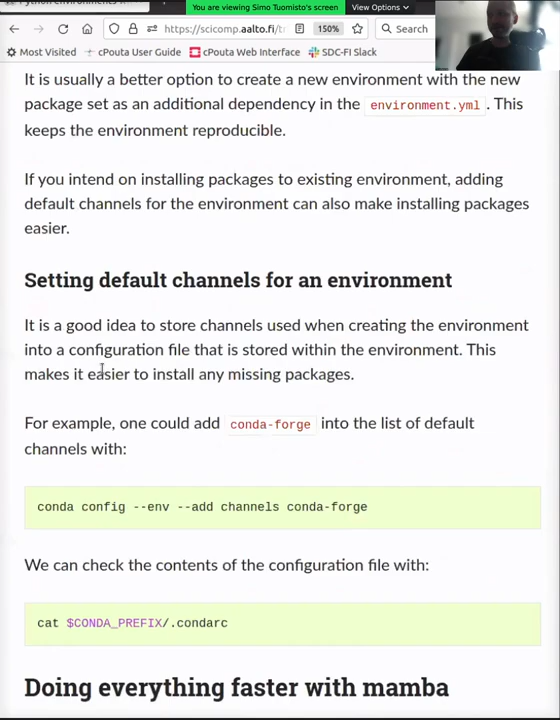 You are viewing Simo Tuomisto's screen
View Options
https://scicomp.aalto.fi/tr
150%
Search
Most Visited
cPouta User Guide
cPouta Web Interface
SDC-FI Slack
It is usually a better option to create a new environment with the new
package set as an additional dependency in the environment.yml. This
keeps the environment reproducible.
If you intend on installing packages to existing environment, adding
default channels for the environment can also make installing packages
easier.
Setting default channels for an environment
It is a good idea to store channels used when creating the environment
into a configuration file that is stored within the environment. This
makes it easier to install any missing packages.
For example, one could add conda-forge into the list of default
channels with:
conda config --env --add channels conda-forge
We can check the contents of the configuration file with:
cat $CONDA_PREFIX/.condarc
Doing everything faster with mamba